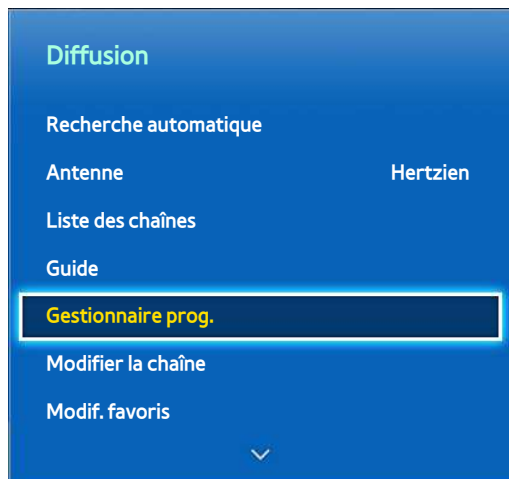 Diffusion
Recherche automatique
Antenne Hertzien
Liste des chaînes
Guide
Gestionnaire prog.
Modifier la chaîne
Modif. favoris